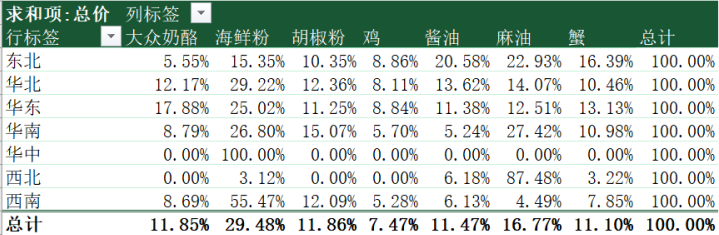 求和项:总价 列标签
行标签 大众奶酪 海鲜粉 胡椒粉 鸡 酱油 麻油 蟹 总计
东北 5.55% 15.35% 10.35% 8.86% 20.58% 22.93% 16.39% 100.00%
华北 12.17% 29.22% 12.36% 8.11% 13.62% 14.07% 10.46% 100.00%
华东 17.88% 25.02% 11.25% 8.84% 11.38% 12.51% 13.13% 100.00%
华南 8.79% 26.80% 15.07% 5.70% 5.24% 27.42% 10.98% 100.00%
华中 0.00% 100.00% 0.00% 0.00% 0.00% 0.00% 0.00% 100.00%
西北 0.00% 3.12% 0.00% 0.00% 6.18% 87.48% 3.22% 100.00%
西南 8.69% 55.47% 12.09% 5.28% 6.13% 4.49% 7.85% 100.00%
总计 11.85% 29.48% 11.86% 7.47% 11.47% 16.77% 11.10% 100.00%